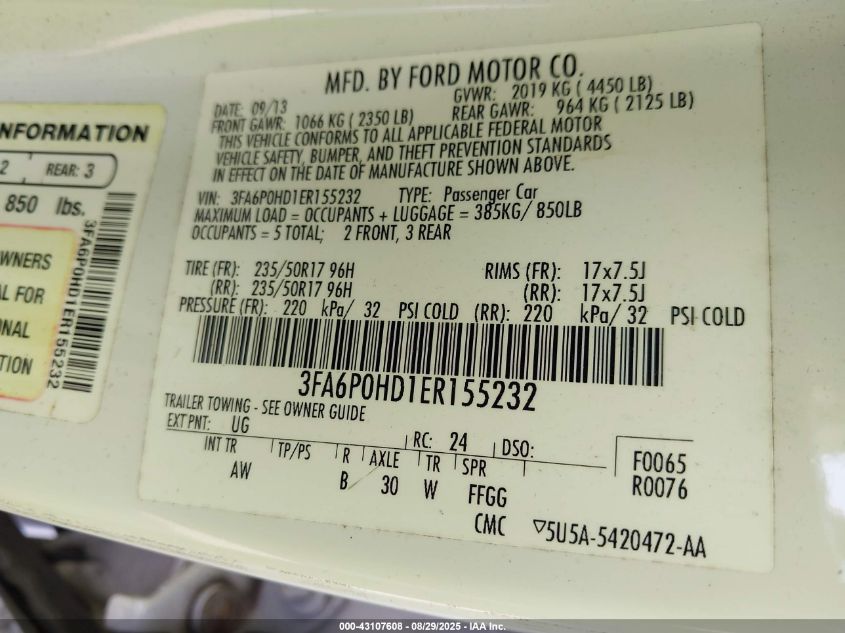 MFD. BY FORD MOTOR CO.
DATE: 09/13 GVWR: 2019 KG ( 4450 LB)
FRONT GAWR: 1066 KG ( 2350 LB) REAR GAWR: 964 KG ( 2125 LB)
THIS VEHICLE CONFORMS TO ALL APPLICABLE FEDERAL MOTOR
VEHICLE SAFETY, BUMPER, AND THEFT PREVENTION STANDARDS
IN EFFECT ON THE DATE OF MANUFACTURE SHOWN ABOVE.
VIN: 3FA6P0HD1ER155232 TYPE: Passenger Car
MAXIMUM LOAD = OCCUPANTS + LUGGAGE = 385KG/ 850LB
OCCUPANTS = 5 TOTAL; 2 FRONT, 3 REAR
TIRE (FR): 235/50R17 96H RIMS (FR): 17x7.5J
(RR): 235/50R17 96H (RR): 17x7.5J
PRESSURE (FR): 220 kPa/ 32 PSI COLD (RR): 220 kPa/ 32 PSI COLD
3FA6P0HD1ER155232
TRAILER TOWING - SEE OWNER GUIDE
EXT PNT: UG RC: 24 DSO:
INT TR TP/PS R AXLE TR SPR
AW B 30 W FFGG
F0065
R0076
CMC ▽5U5A-5420472-AA
NFORMATION
2 REAR: 3
850 lbs.
3FA6P0HD1ER155232
OWNERS
AL FOR
ONAL
TION
000-43107608 - 08/29/2025 - IAA Inc.